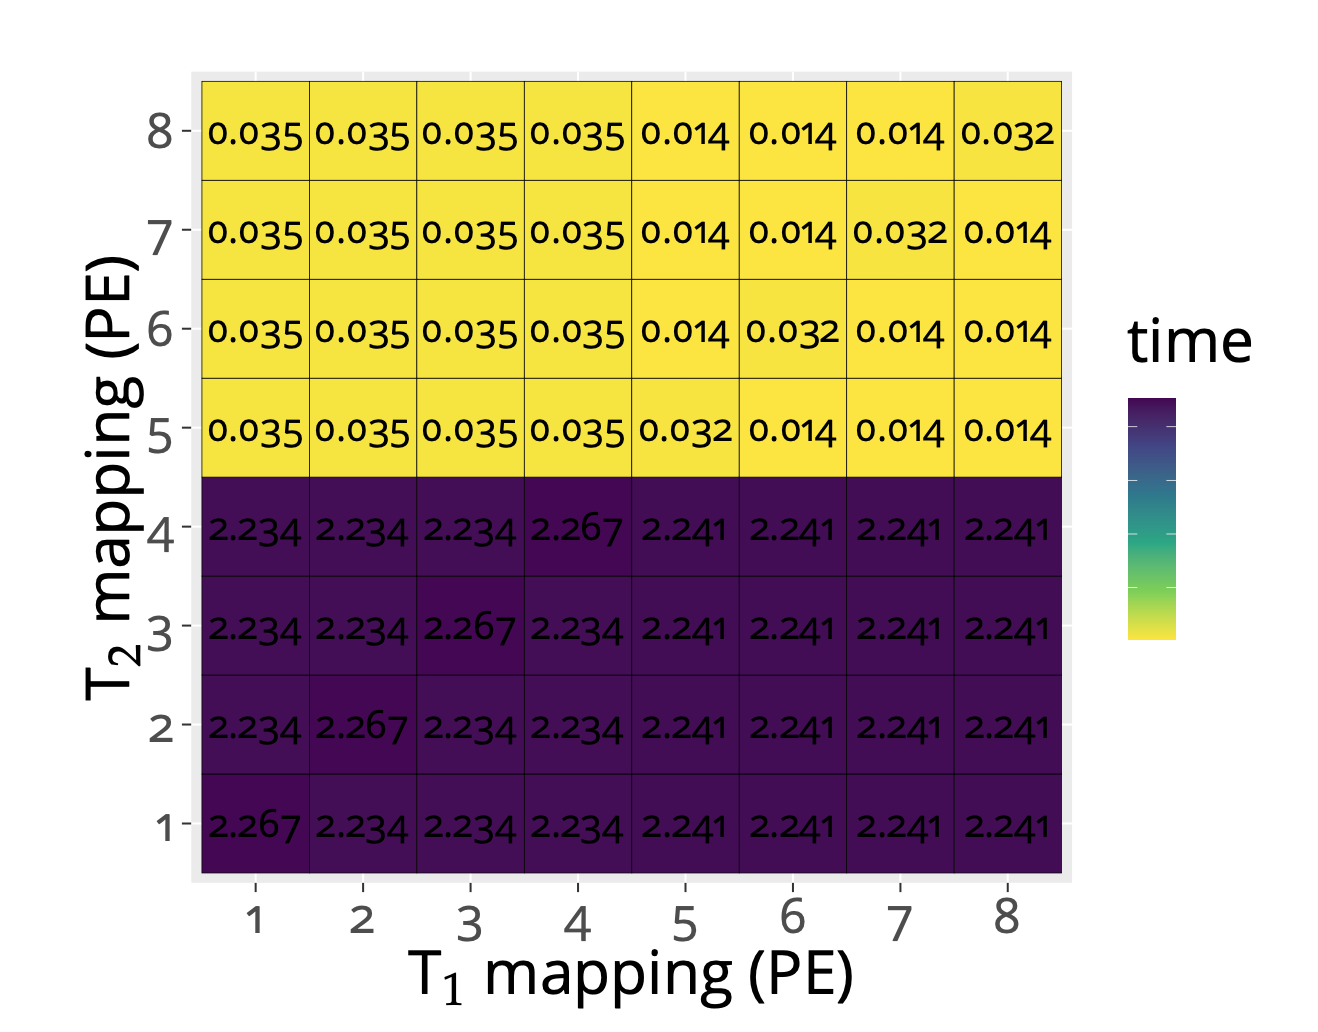 8 0.035 0.035 0.035 0.035 0.014 0.014 0.014 0.032
7 0.035 0.035 0.035 0.035 0.014 0.014 0.032 0.014
6 0.035 0.035 0.035 0.035 0.014 0.032 0.014 0.014
5 0.035 0.035 0.035 0.035 0.032 0.014 0.014 0.014
4 2.234 2.234 2.234 2.267 2.241 2.241 2.241 2.241
3 2.234 2.234 2.267 2.234 2.241 2.241 2.241 2.241
2 2.234 2.267 2.234 2.234 2.241 2.241 2.241 2.241
1 2.267 2.234 2.234 2.234 2.241 2.241 2.241 2.241
1 2 3 4 5 6 7 8
T₁ mapping (PE)
T₂ mapping (PE)
time